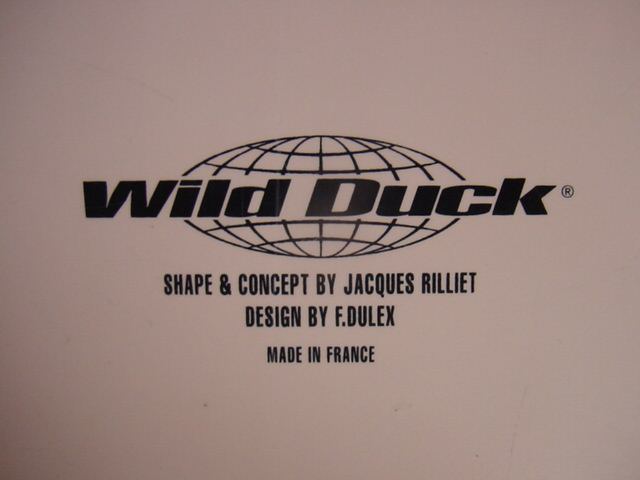 Wild Duck®
SHAPE & CONCEPT BY JACQUES RILLIET
DESIGN BY F.DULEX
MADE IN FRANCE